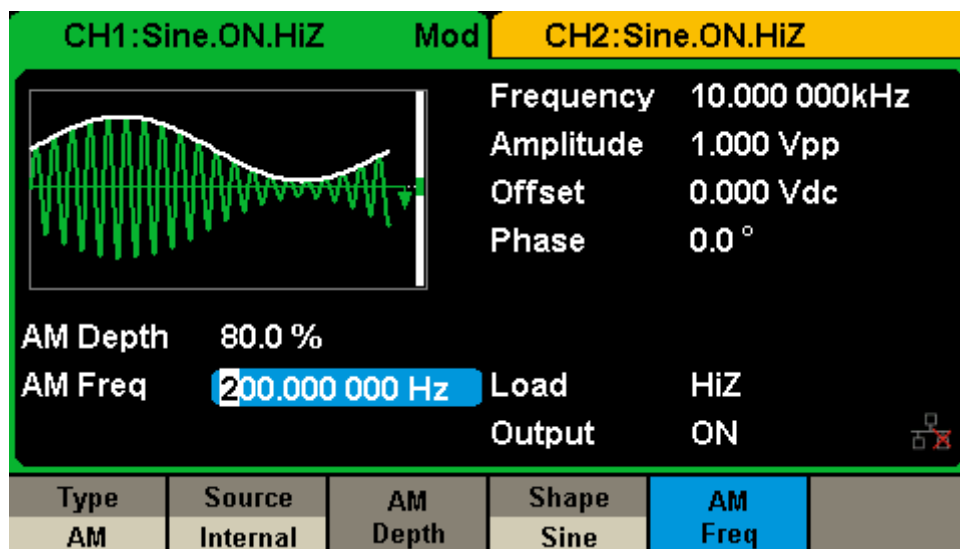 CH1:Sine.ON.HiZ Mod CH2:Sine.ON.HiZ
Frequency 10.000 000kHz
Amplitude 1.000 Vpp
Offset 0.000 Vdc
Phase 0.0 °
AM Depth 80.0 %
AM Freq 200.000 000 Hz Load HiZ
Output ON
Type Source AM Shape AM
AM Internal Depth Sine Freq